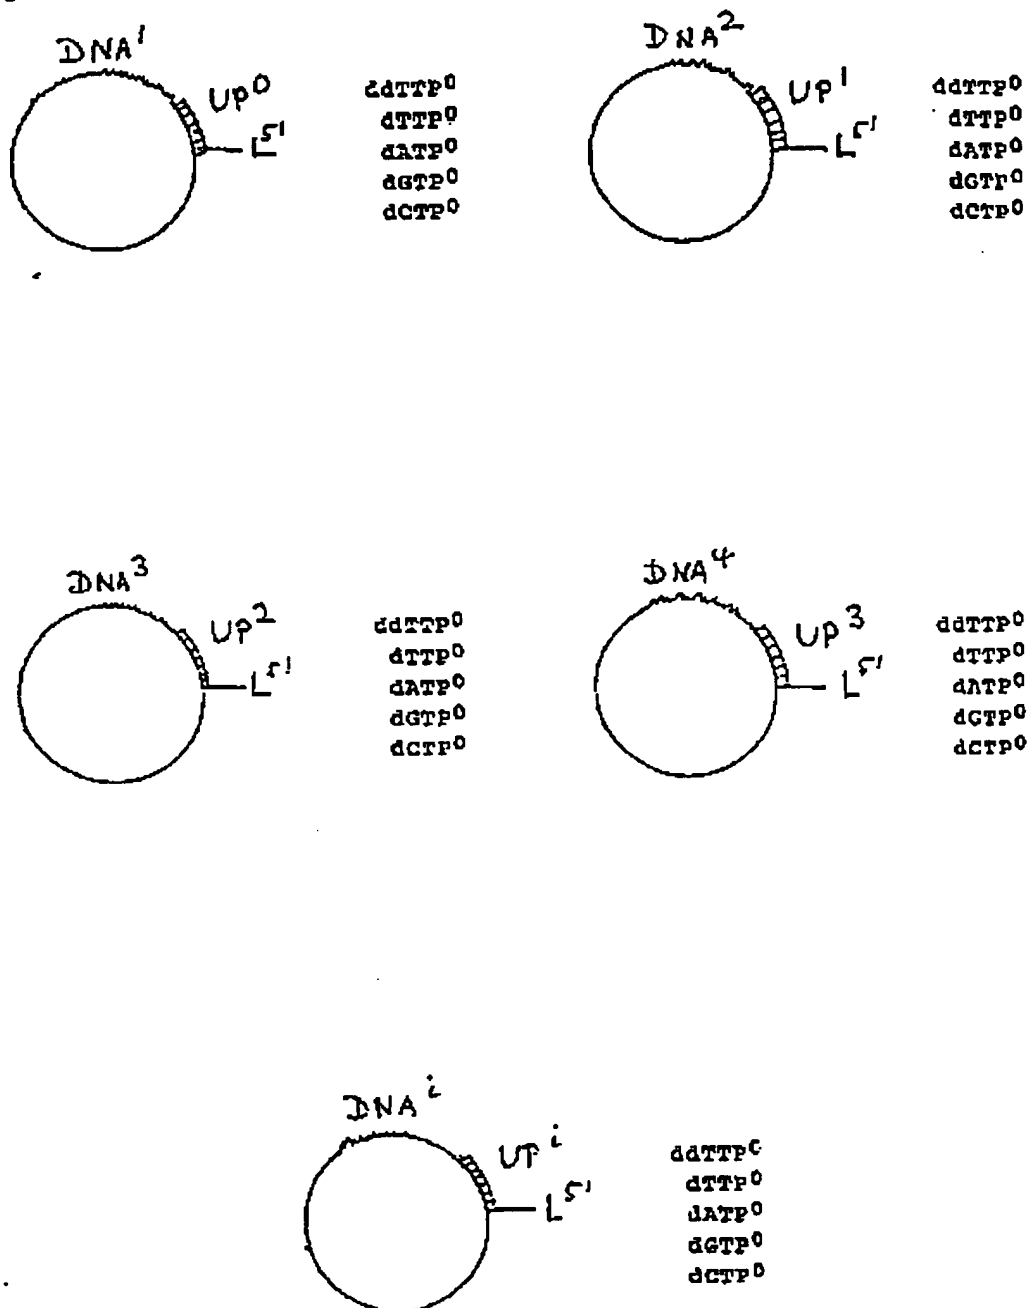 DNA¹
UP⁰
L⁵'
ddTTP⁰
dTTP⁰
dATP⁰
dGTP⁰
dCTP⁰
DNA²
UP¹
L⁵'
ddTTP⁰
dTTP⁰
dATP⁰
dGTP⁰
dCTP⁰
DNA³
UP²
L⁵'
ddTTP⁰
dTTP⁰
dATP⁰
dGTP⁰
dCTP⁰
DNA⁴
UP³
L⁵'
ddTTP⁰
dTTP⁰
dATP⁰
dGTP⁰
dCTP⁰
DNAⁱ
UPⁱ
L⁵'
ddTTP⁰
dTTP⁰
dATP⁰
dGTP⁰
dCTP⁰